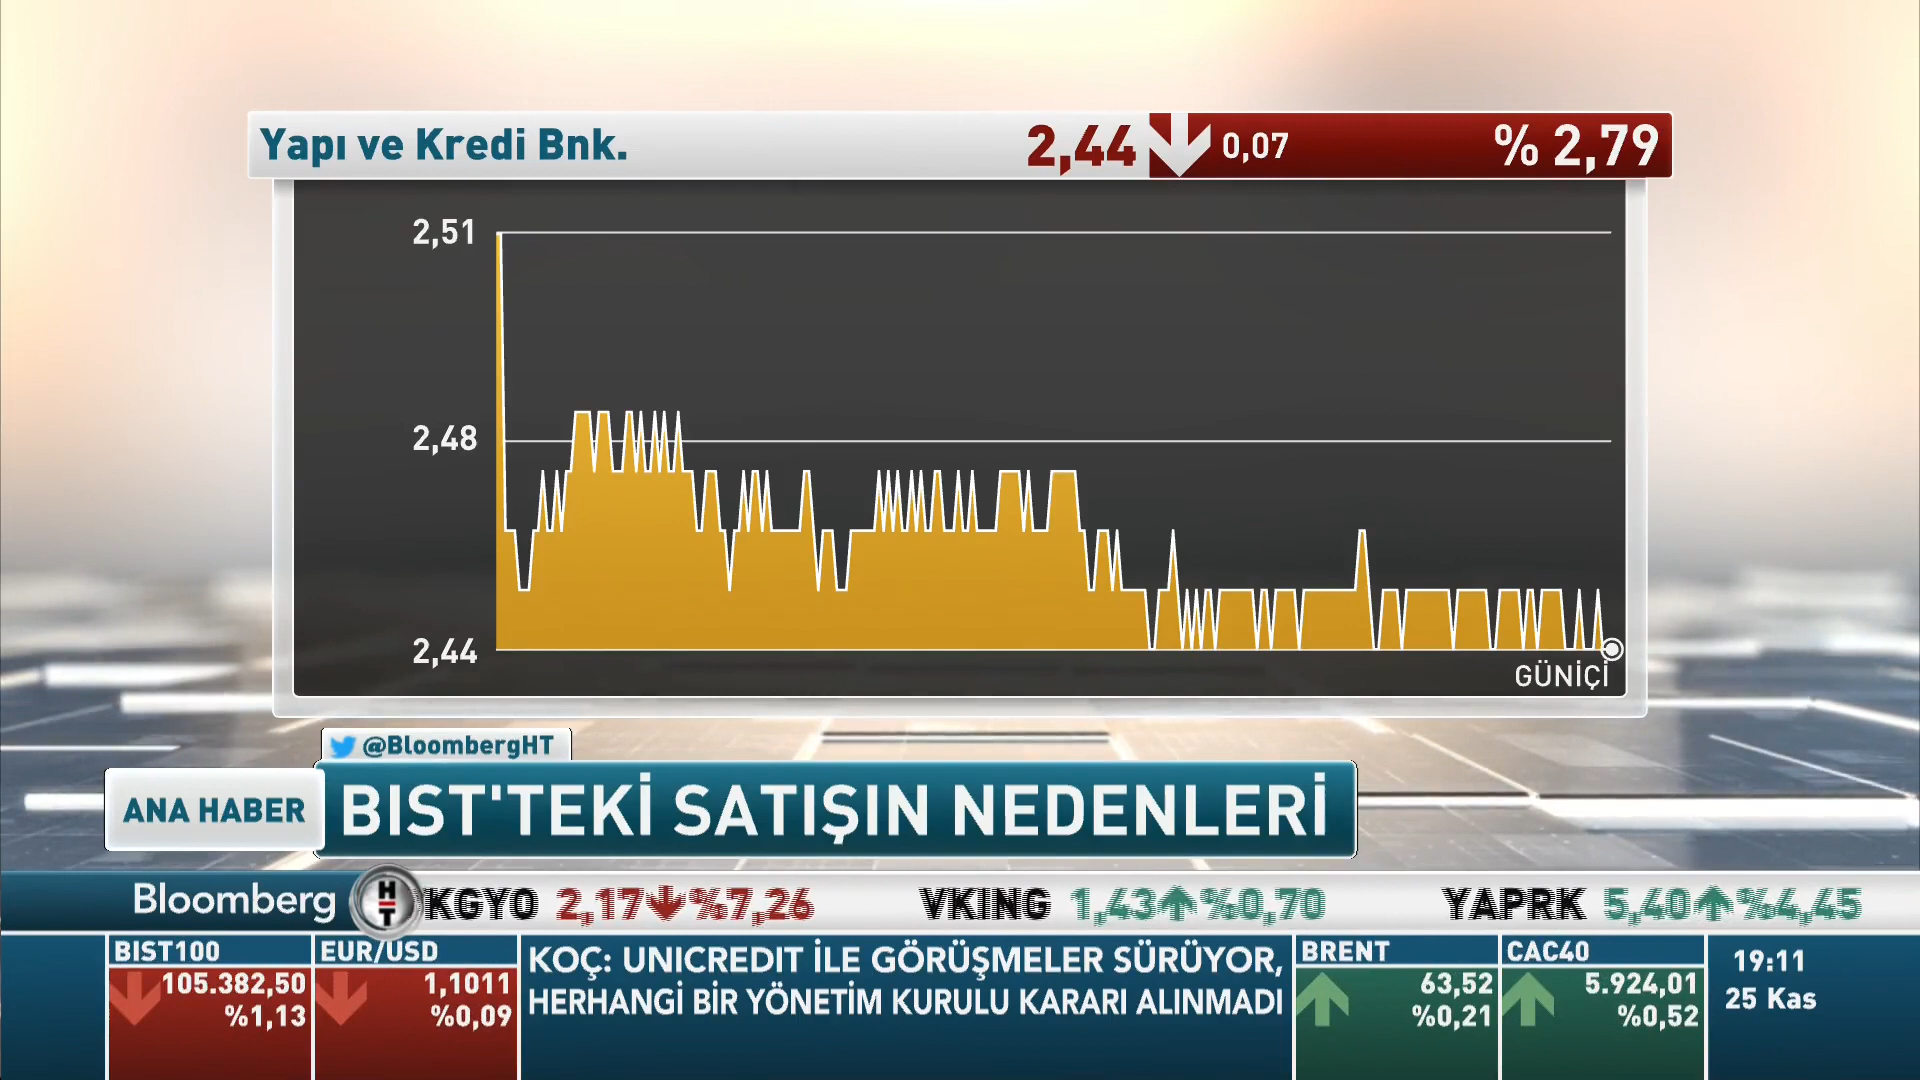 Yapı ve Kredi Bnk. 2,44 0,07 % 2,79
2,51
2,48
2,44
GÜNİÇİ
@BloombergHT
ANA HABER
BIST'TEKİ SATIŞIN NEDENLERİ
Bloomberg HT
KGYO 2,17 %7,26 VKING 1,43 %0,70 YAPRK 5,40 %4,45
BIST100
105.382,50
%1,13
EUR/USD
1,1011
%0,09
KOÇ: UNICREDIT İLE GÖRÜŞMELER SÜRÜYOR,
HERHANGİ BİR YÖNETİM KURULU KARARI ALINMADI
BRENT
63,52
%0,21
CAC40
5.924,01
%0,52
19:11
25 Kas